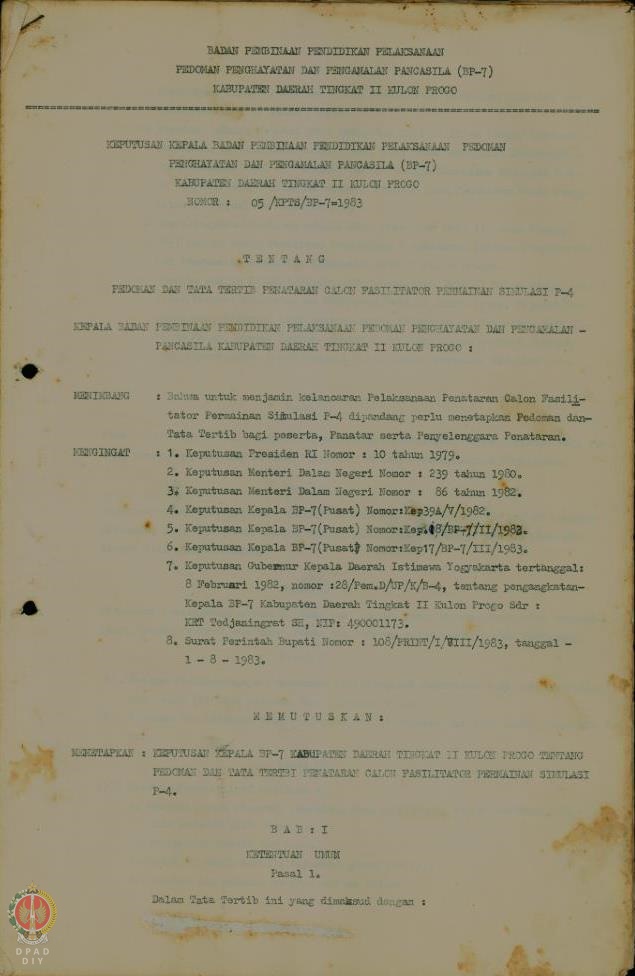 BADAN PEMBINAAN PENDIDIKAN PELAKSANAAN
PEDOMAN PENGHAYATAN DAN PENGAMALAN PANCASILA (BP-7)
KABUPATEN DAERAH TINGKAT II KULON PROGO
KEPUTUSAN KEPALA BADAN PEMBINAAN PENDIDIKAN PELAKSANAAN PEDOMAN
PENGHAYATAN DAN PENGAMALAN PANCASILA (BP-7)
KABUPATEN DAERAH TINGKAT II KULON PROGO
NOMOR : 05 /KPTS/BP-7=1983
T E N T A N G
PEDOMAN DAN TATA TERTIB PENATARAN CALON FASILITATOR PERMAINAN SIMULASI P-4
KEPALA BADAN PEMBINAAN PENDIDIKAN PELAKSANAAN PEDOMAN PENGHAYATAN DAN PENGAMALAN -
PANCASILA KABUPATEN DAERAH TINGKAT II KULON PROGO :
MENIMBANG : Bahwa untuk menjamin kelancaran Pelaksanaan Penataran Calon Fasili-
tator Permainan Simulasi P-4 dipandang perlu menetapkan Pedoman dan-
Tata Tertib bagi peserta, Panatar serta Penyelenggara Penataran.
MENGINGAT : 1. Keputusan Presiden RI Nomor : 10 tahun 1979.
2. Keputusan Menteri Dalam Negeri Nomor : 239 tahun 1980.
3. Keputusan Menteri Dalam Negeri Nomor : 86 tahun 1982.
4. Keputusan Kepala BP-7(Pusat) Nomor:Kep39A/V/1982.
5. Keputusan Kepala BP-7(Pusat) Nomor:Kep. 8/BP-7/II/1983.
6. Keputusan Kepala BP-7(Pusat) Nomor:Kep17/BP-7/III/1983.
7. Keputusan Gubernur Kepala Daerah Istimewa Yogyakarta tertanggal:
8 Februari 1982, nomor :28/Pem.D/UP/K/B-4, tentang pengangkatan-
Kepala BP-7 Kabupaten Daerah Tingkat II Kulon Progo Sdr :
KRT Tedjaningrat SH, NIP: 490001173.
8. Surat Perintah Bupati Nomor : 108/PRINT/I/VIII/1983, tanggal -
1 - 8 - 1983.
M E M U T U S K A N :
MENETAPKAN : KEPUTUSAN KEPALA BP-7 KABUPATEN DAERAH TINGKAT II KULON PROGO TENTANG
PEDOMAN DAN TATA TERTBI PENATARAN CALON FASILITATOR PERMAINAN SIMULASI
P-4.
B A B : I
KETENTUAN UMUM
Pasal 1.
Dalam Tata Tertib ini yang dimaksud dengan :
DPAD
DIY